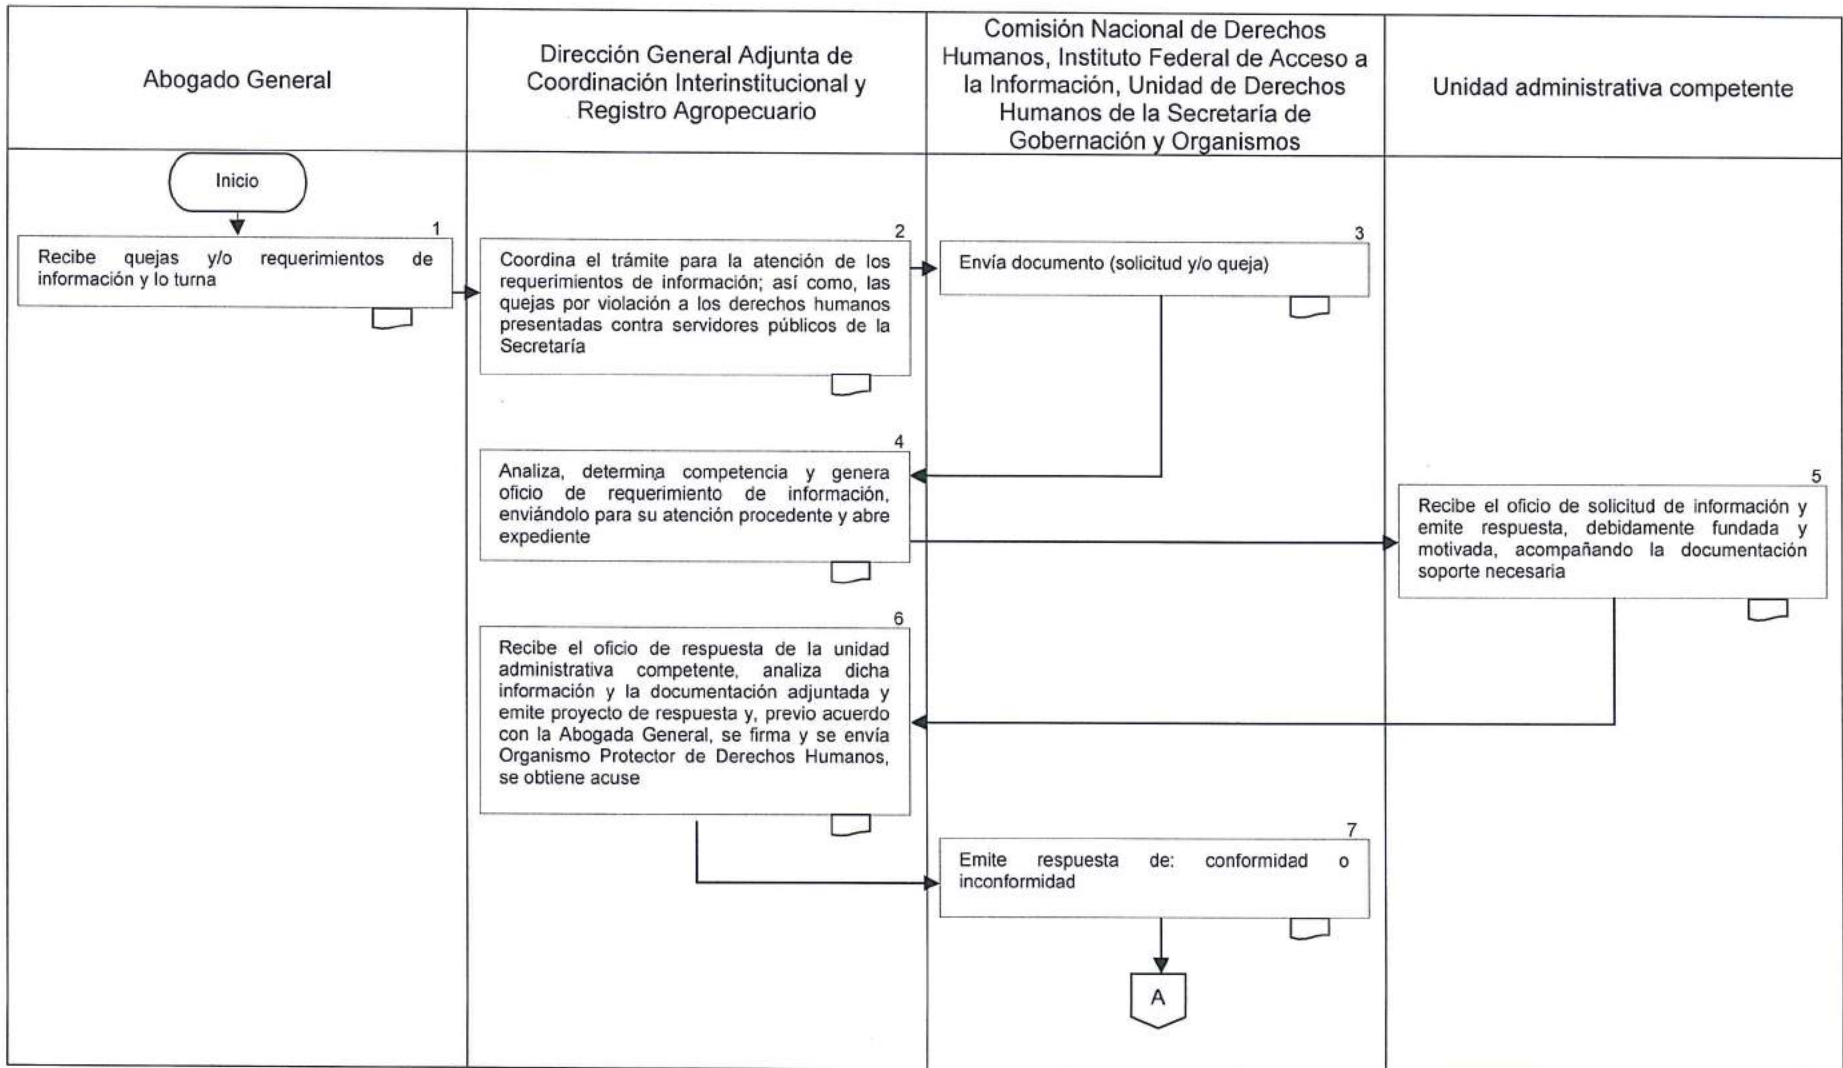 Abogado General
Dirección General Adjunta de
Coordinación Interinstitucional y
Registro Agropecuario
Comisión Nacional de Derechos
Humanos, Instituto Federal de Acceso a
la Información, Unidad de Derechos
Humanos de la Secretaría de
Gobernación y Organismos
Unidad administrativa competente
Inicio
1
Recibe quejas y/o requerimientos de
información y lo turna
2
Coordina el trámite para la atención de los
requerimientos de información; así como, las
quejas por violación a los derechos humanos
presentadas contra servidores públicos de la
Secretaría
3
Envía documento (solicitud y/o queja)
4
Analiza, determina competencia y genera
oficio de requerimiento de información,
enviándolo para su atención procedente y abre
expediente
5
Recibe el oficio de solicitud de información y
emite respuesta, debidamente fundada y
motivada, acompañando la documentación
soporte necesaria
6
Recibe el oficio de respuesta de la unidad
administrativa competente, analiza dicha
información y la documentación adjuntada y
emite proyecto de respuesta y, previo acuerdo
con la Abogada General, se firma y se envía
Organismo Protector de Derechos Humanos,
se obtiene acuse
7
Emite respuesta de: conformidad o
inconformidad
A